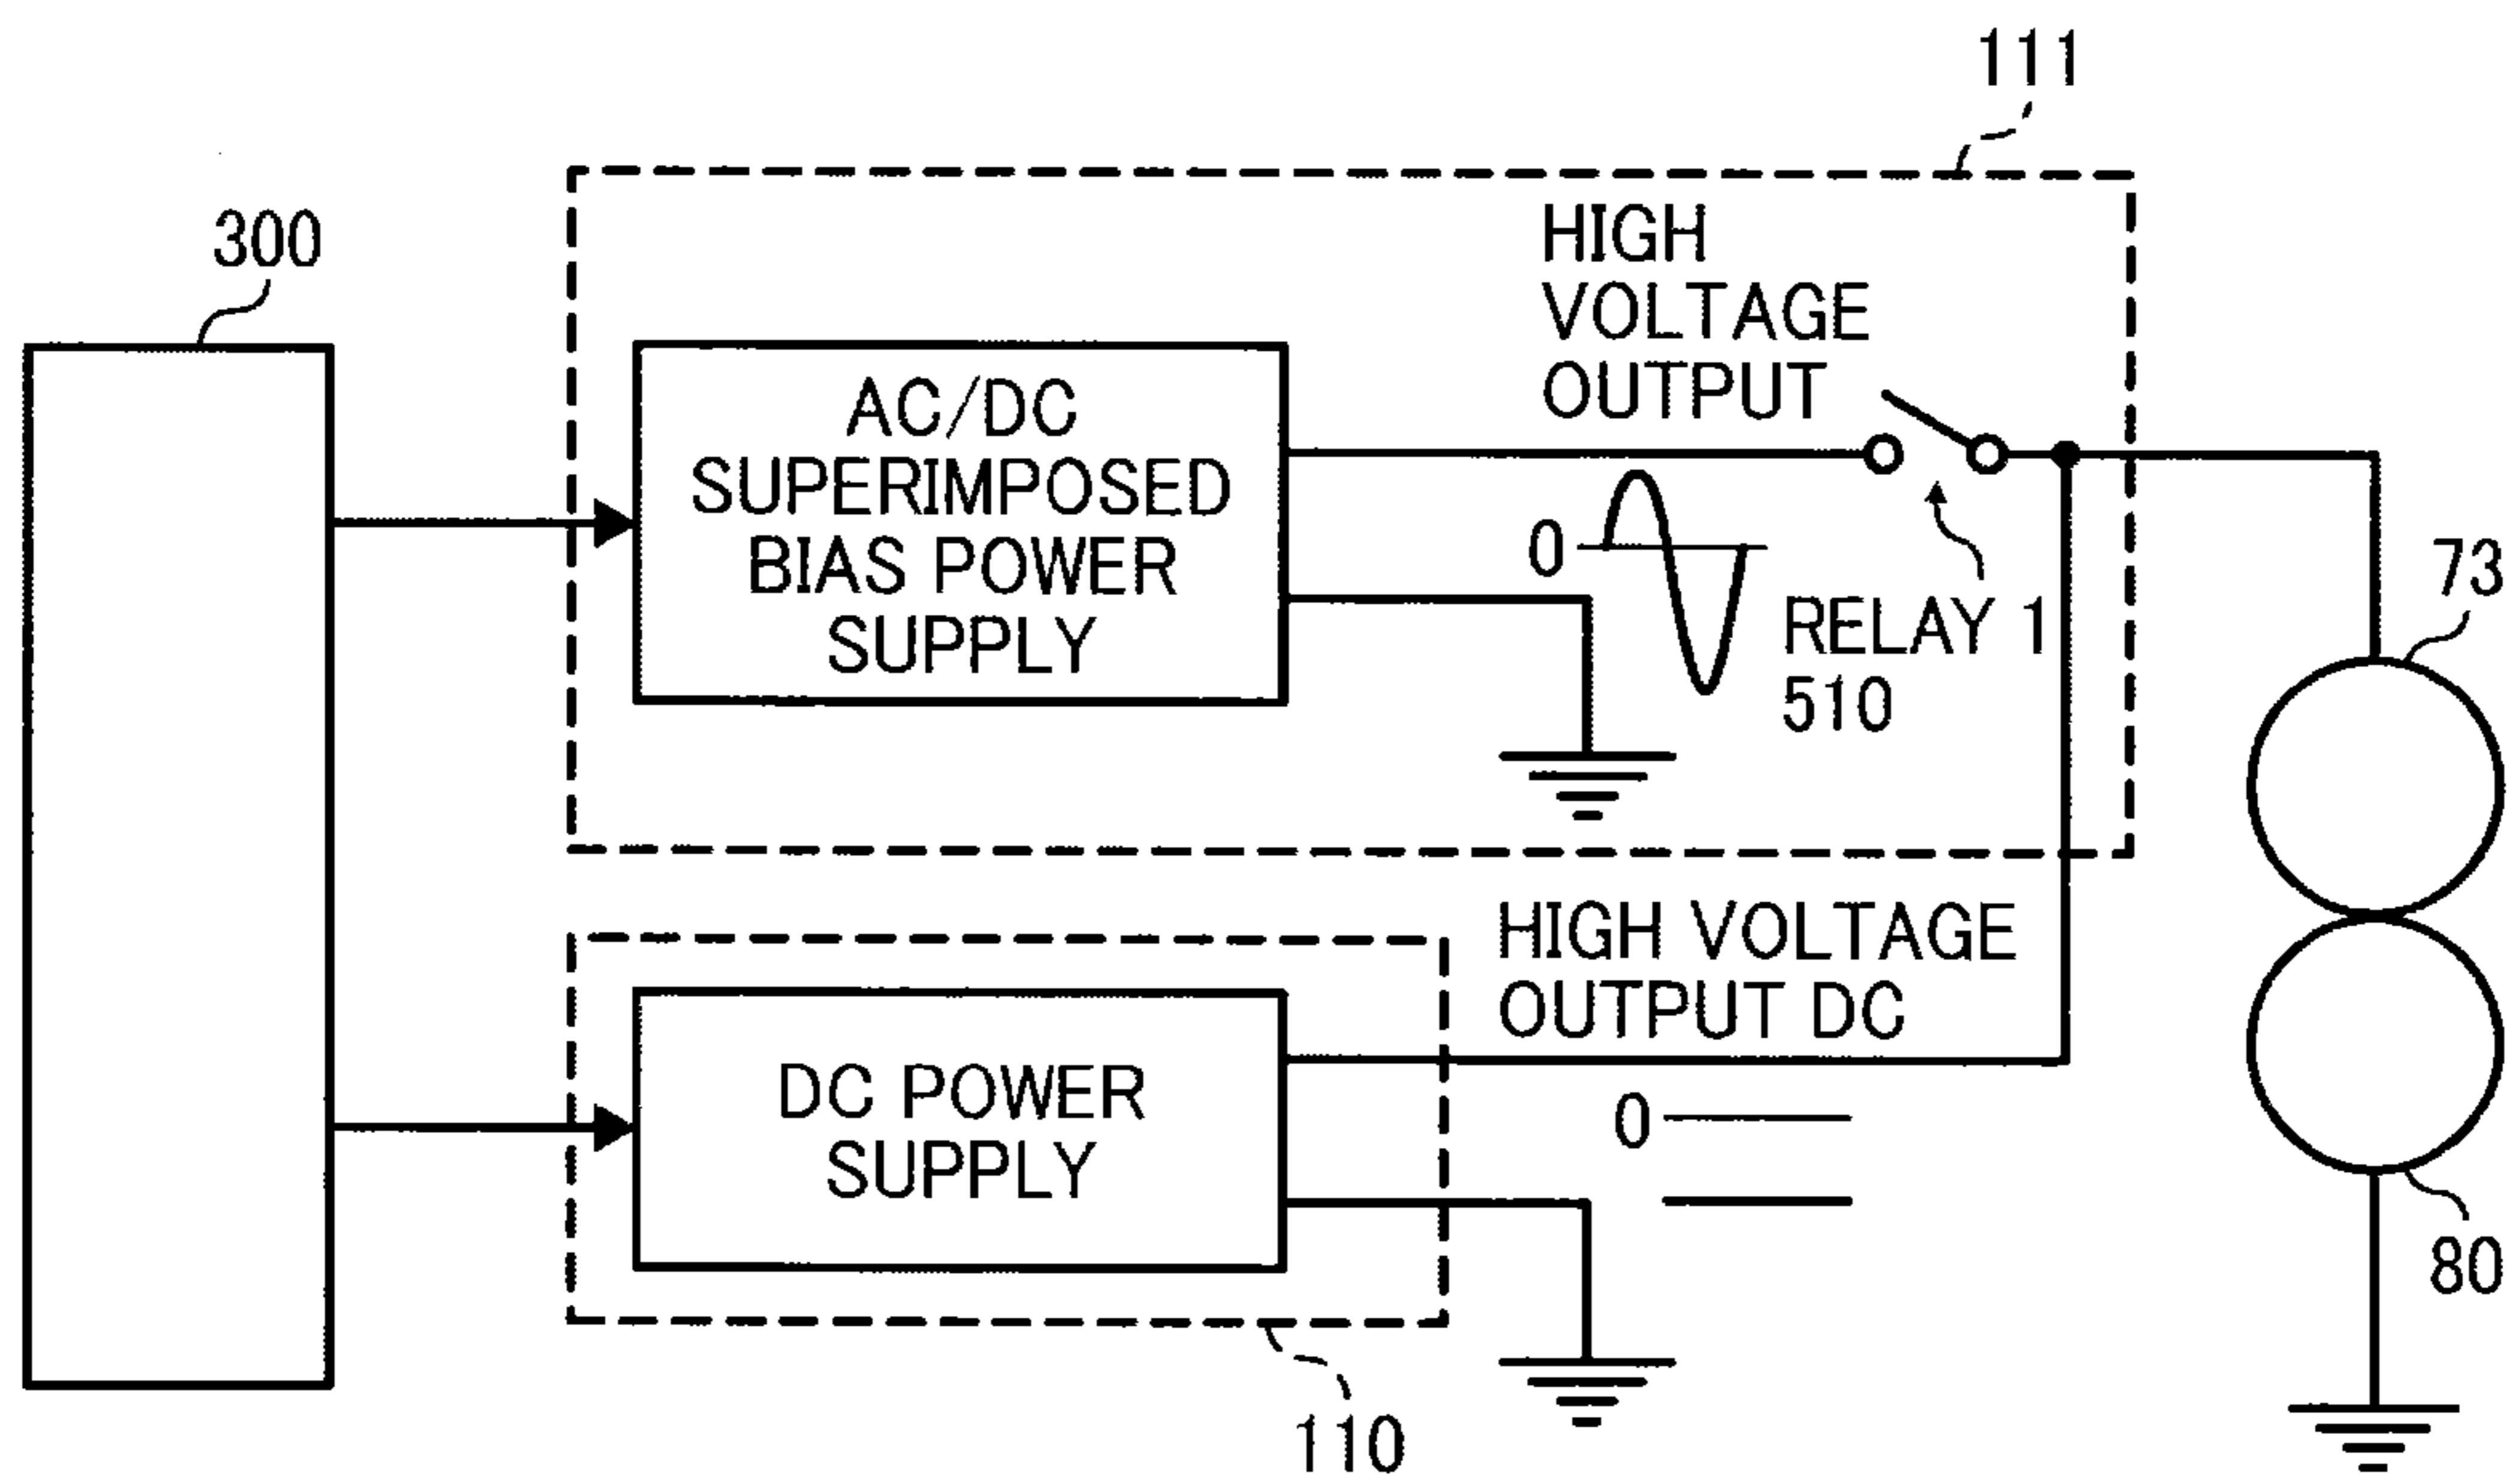 111
300
HIGH
VOLTAGE
OUTPUT
AC/DC
SUPERIMPOSED
BIAS POWER
SUPPLY
0
RELAY 1
510
73
HIGH VOLTAGE
OUTPUT DC
DC POWER
SUPPLY
0
80
110